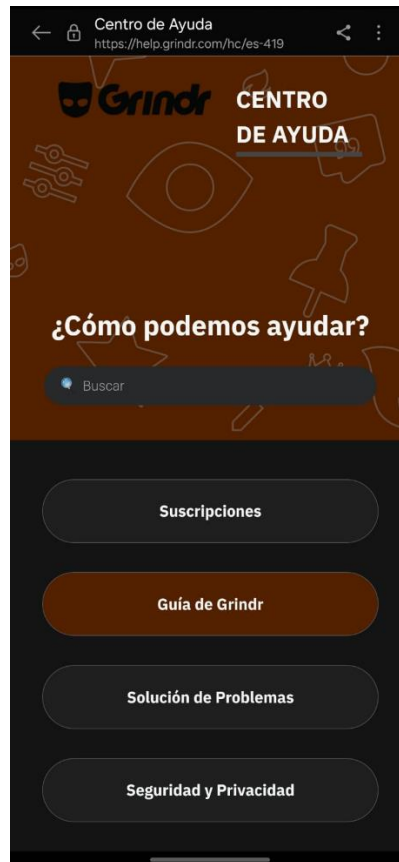 Centro de Ayuda
https://help.grindr.com/hc/es-419
Grindr
CENTRO
DE AYUDA
¿Cómo podemos ayudar?
Buscar
Suscripciones
Guía de Grindr
Solución de Problemas
Seguridad y Privacidad